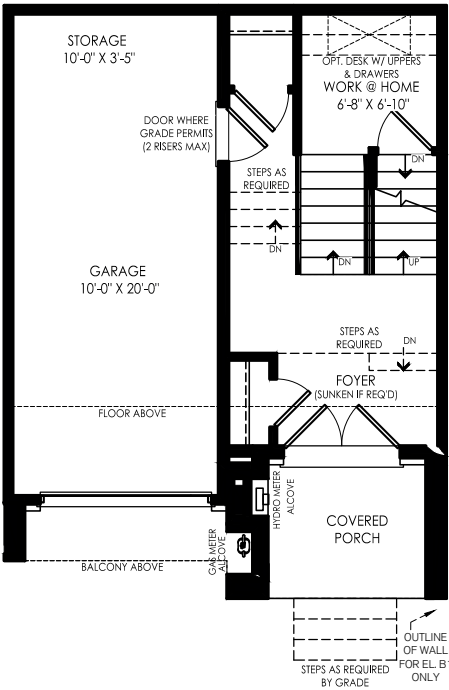 STORAGE
10'-0" X 3'-5"
OPT. DESK W/ UPPERS
& DRAWERS
WORK @ HOME
6'-8" X 6'-10"
DOOR WHERE
GRADE PERMITS
(2 RISERS MAX)
DN
STEPS AS
REQUIRED
DN
DN
UP
GARAGE
10'-0" X 20'-0"
STEPS AS
REQUIRED
DN
FOYER
(SUNKEN IF REQ'D)
FLOOR ABOVE
HYDRO METER
ALCOVE
COVERED
PORCH
GAS METER
ALCOVE
BALCONY ABOVE
OUTLINE
OF WALL
FOR EL. B'
ONLY
STEPS AS REQUIRED
BY GRADE